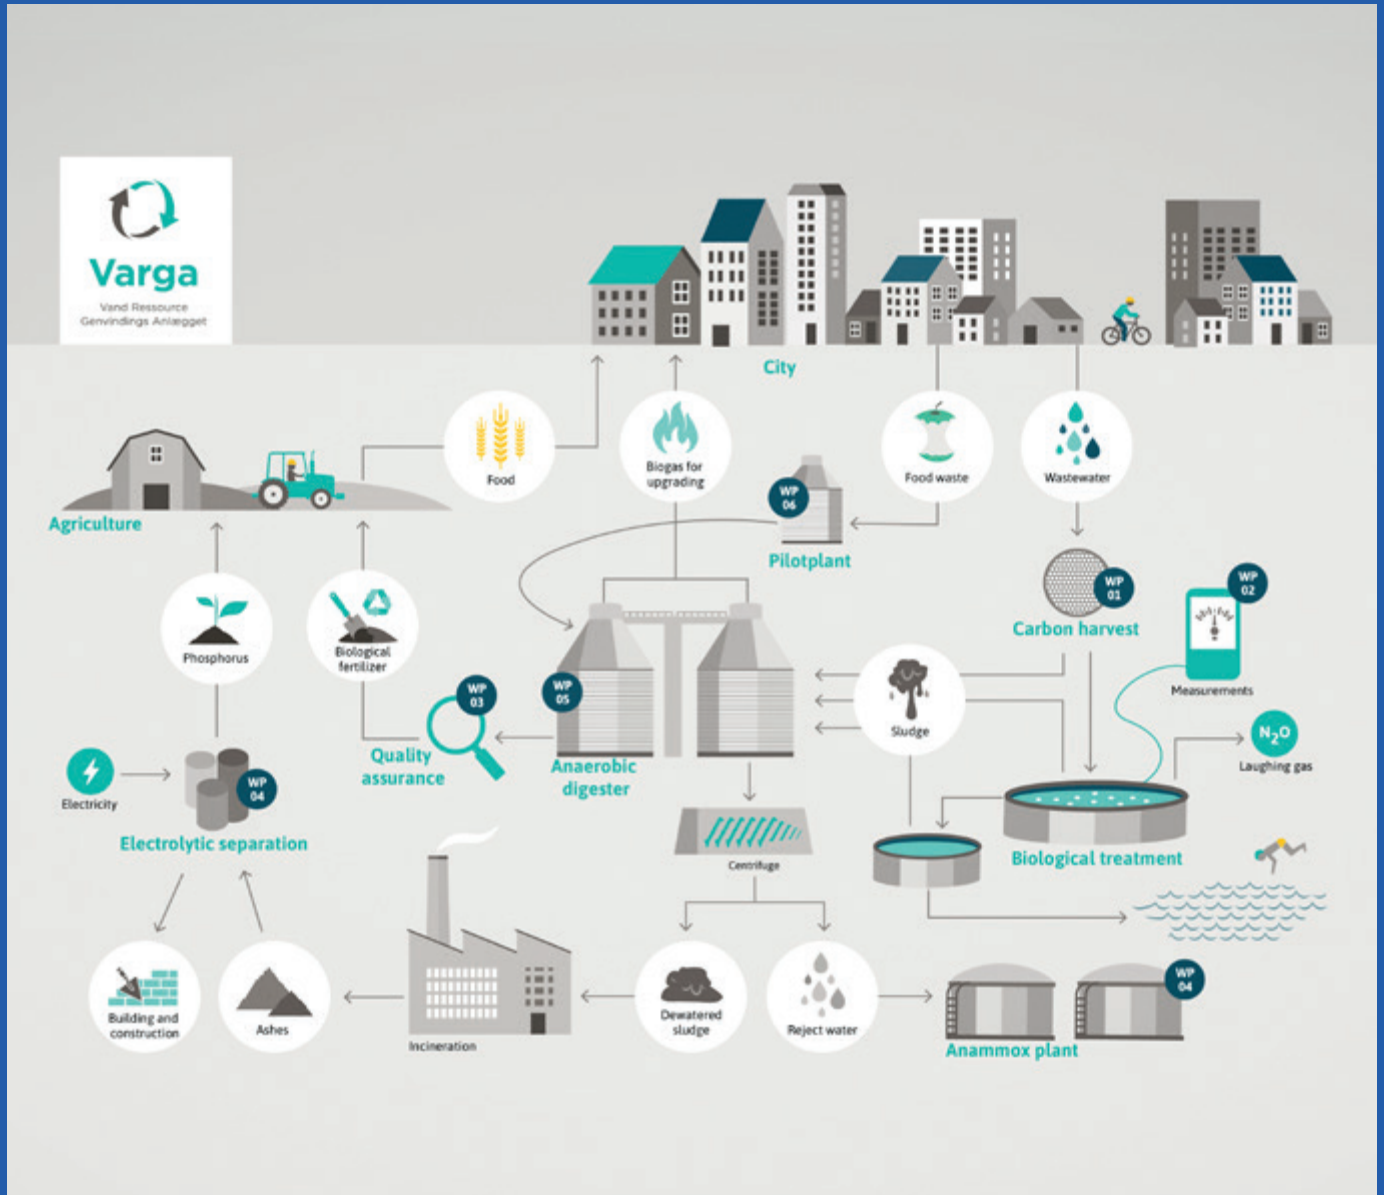 Varga
Vand Ressource
Genvindings Anlægget
City
Food
Biogas for
upgrading
Food waste
Wastewater
Agriculture
WP
06
Pilotplant
WP
01
Carbon harvest
WP
02
Measurements
Phosphorus
Biological
fertilizer
WP
03
Quality
assurance
WP
05
Anaerobic
digester
Sludge
N2O
Laughing gas
Electricity
WP
04
Electrolytic separation
Centrifuge
Biological treatment
Building and
construction
Ashes
Incineration
Dewatered
sludge
Reject water
WP
04
Anammox plant